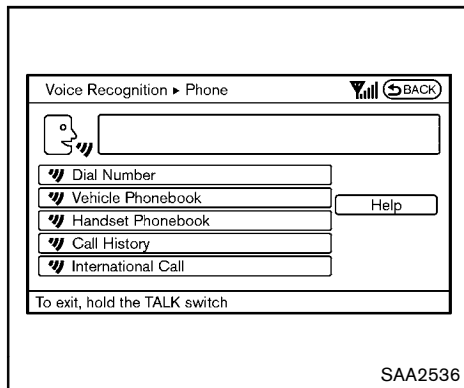 Voice Recognition ▸ Phone BACK
Dial Number
Vehicle Phonebook
Help
Handset Phonebook
Call History
International Call
To exit, hold the TALK switch
SAA2536